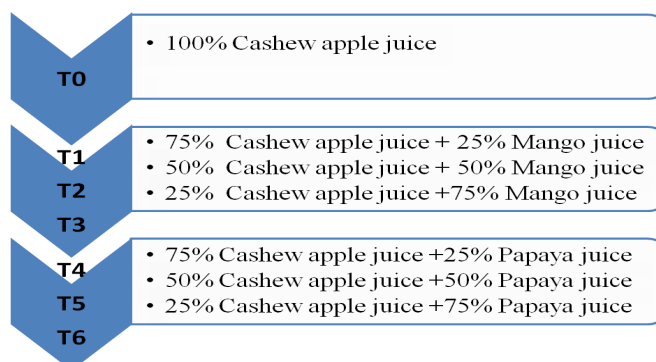 T0
• 100% Cashew apple juice
T1
• 75%  Cashew apple juice + 25% Mango juice
T2
• 50%  Cashew apple juice + 50% Mango juice
T3
• 25%  Cashew apple juice +75% Mango juice
T4
• 75% Cashew apple juice +25% Papaya juice
T5
• 50% Cashew apple juice +50% Papaya juice
T6
• 25% Cashew apple juice +75% Papaya juice